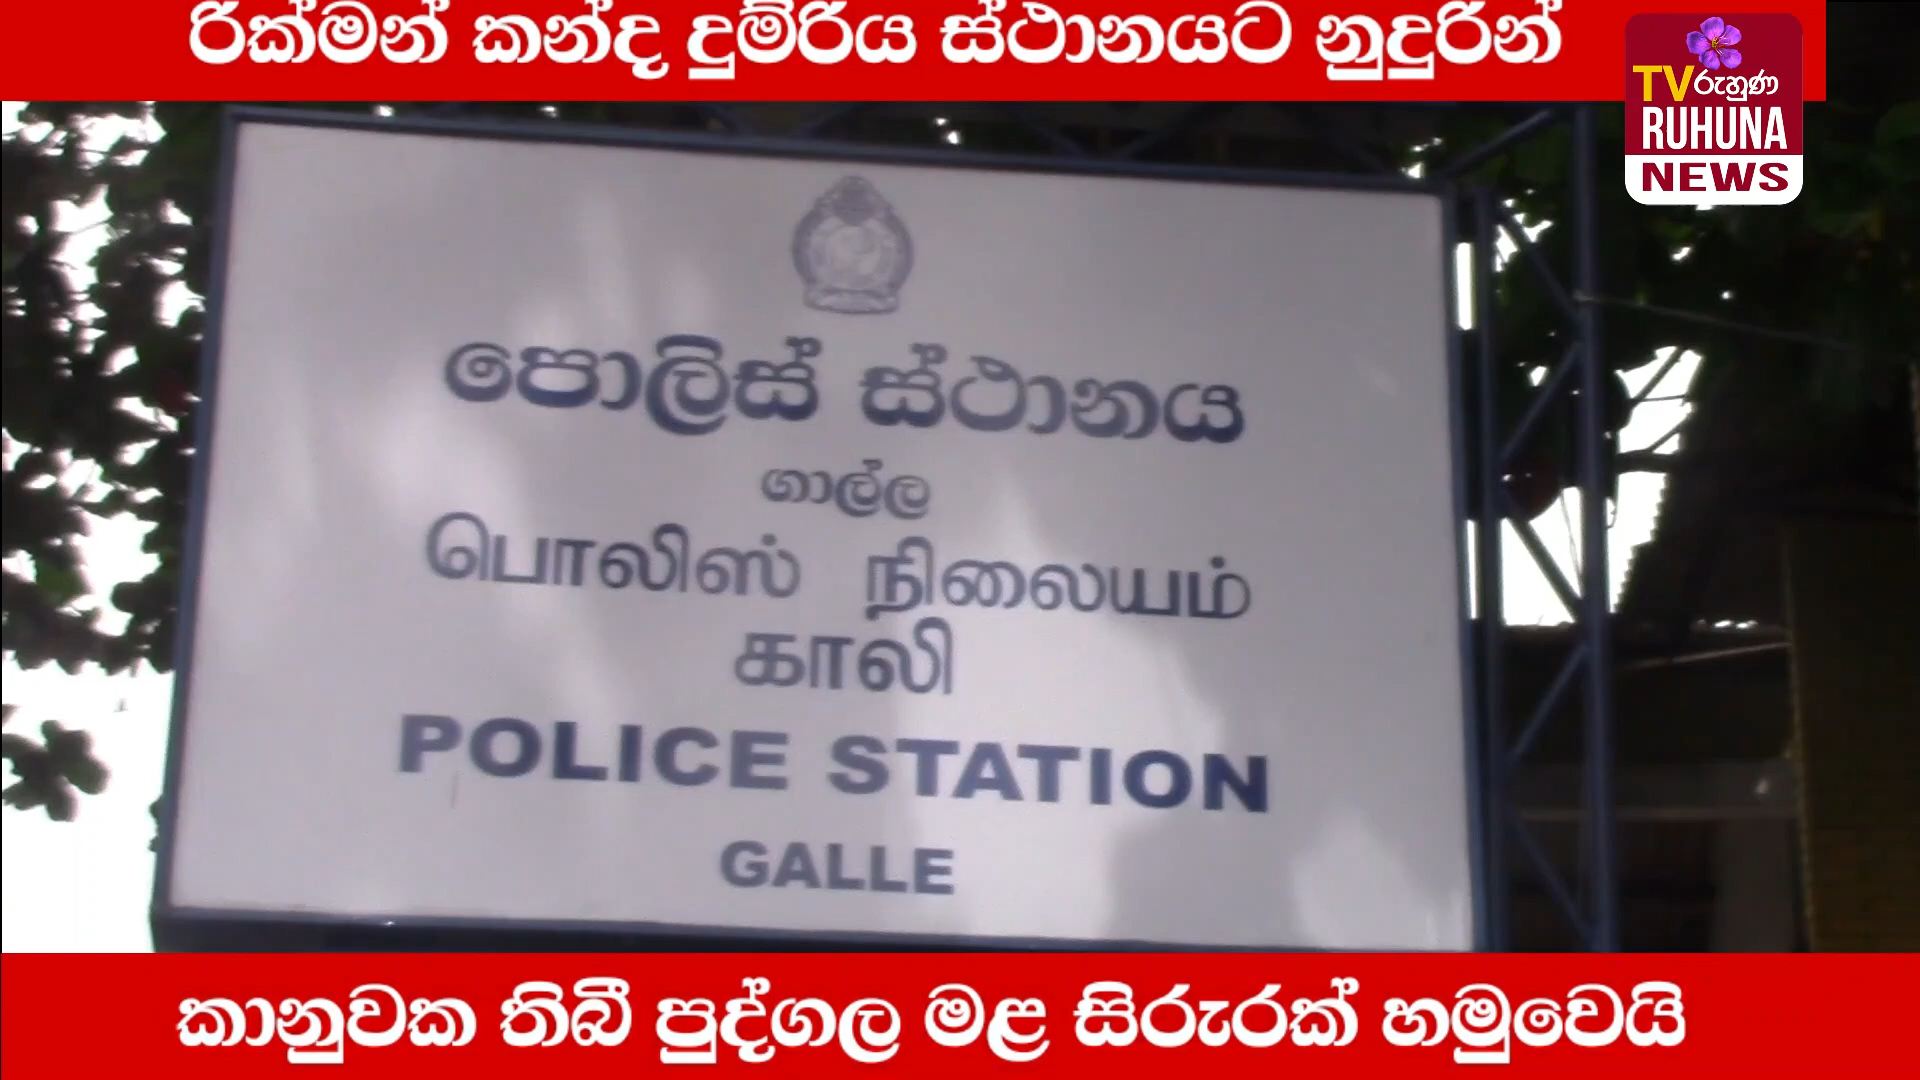 රික්මන් කන්ද දුම්රිය ස්ථානයට නුදුරින්
TV රුහුණ
RUHUNA
NEWS
පොලිස් ස්ථානය
ගාල්ල
பொலிஸ் நிலையம்
காலி
POLICE STATION
GALLE
කානුවක තිබී පුද්ගල මළ සිරුරක් හමුවෙයි